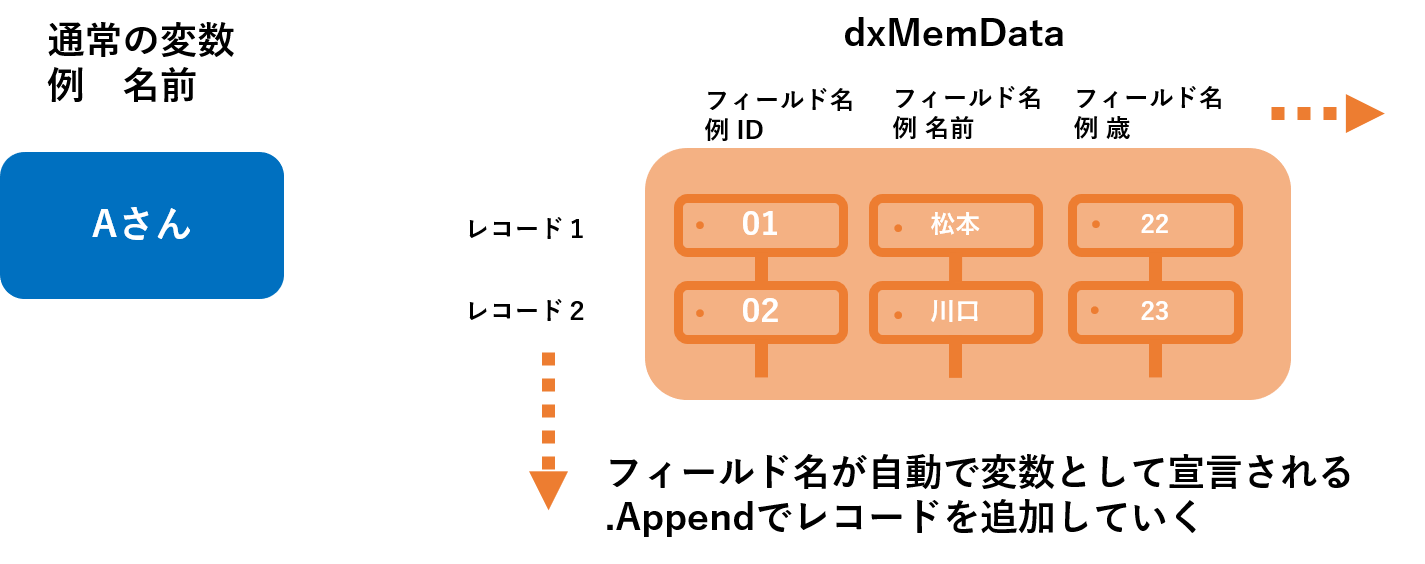 通常の変数
例　名前
Aさん
dxMemData
フィールド名
例 ID
フィールド名
例 名前
フィールド名
例 歳
レコード 1
01
松本
22
レコード 2
02
川口
23
フィールド名が自動で変数として宣言される
.Appendでレコードを追加していく